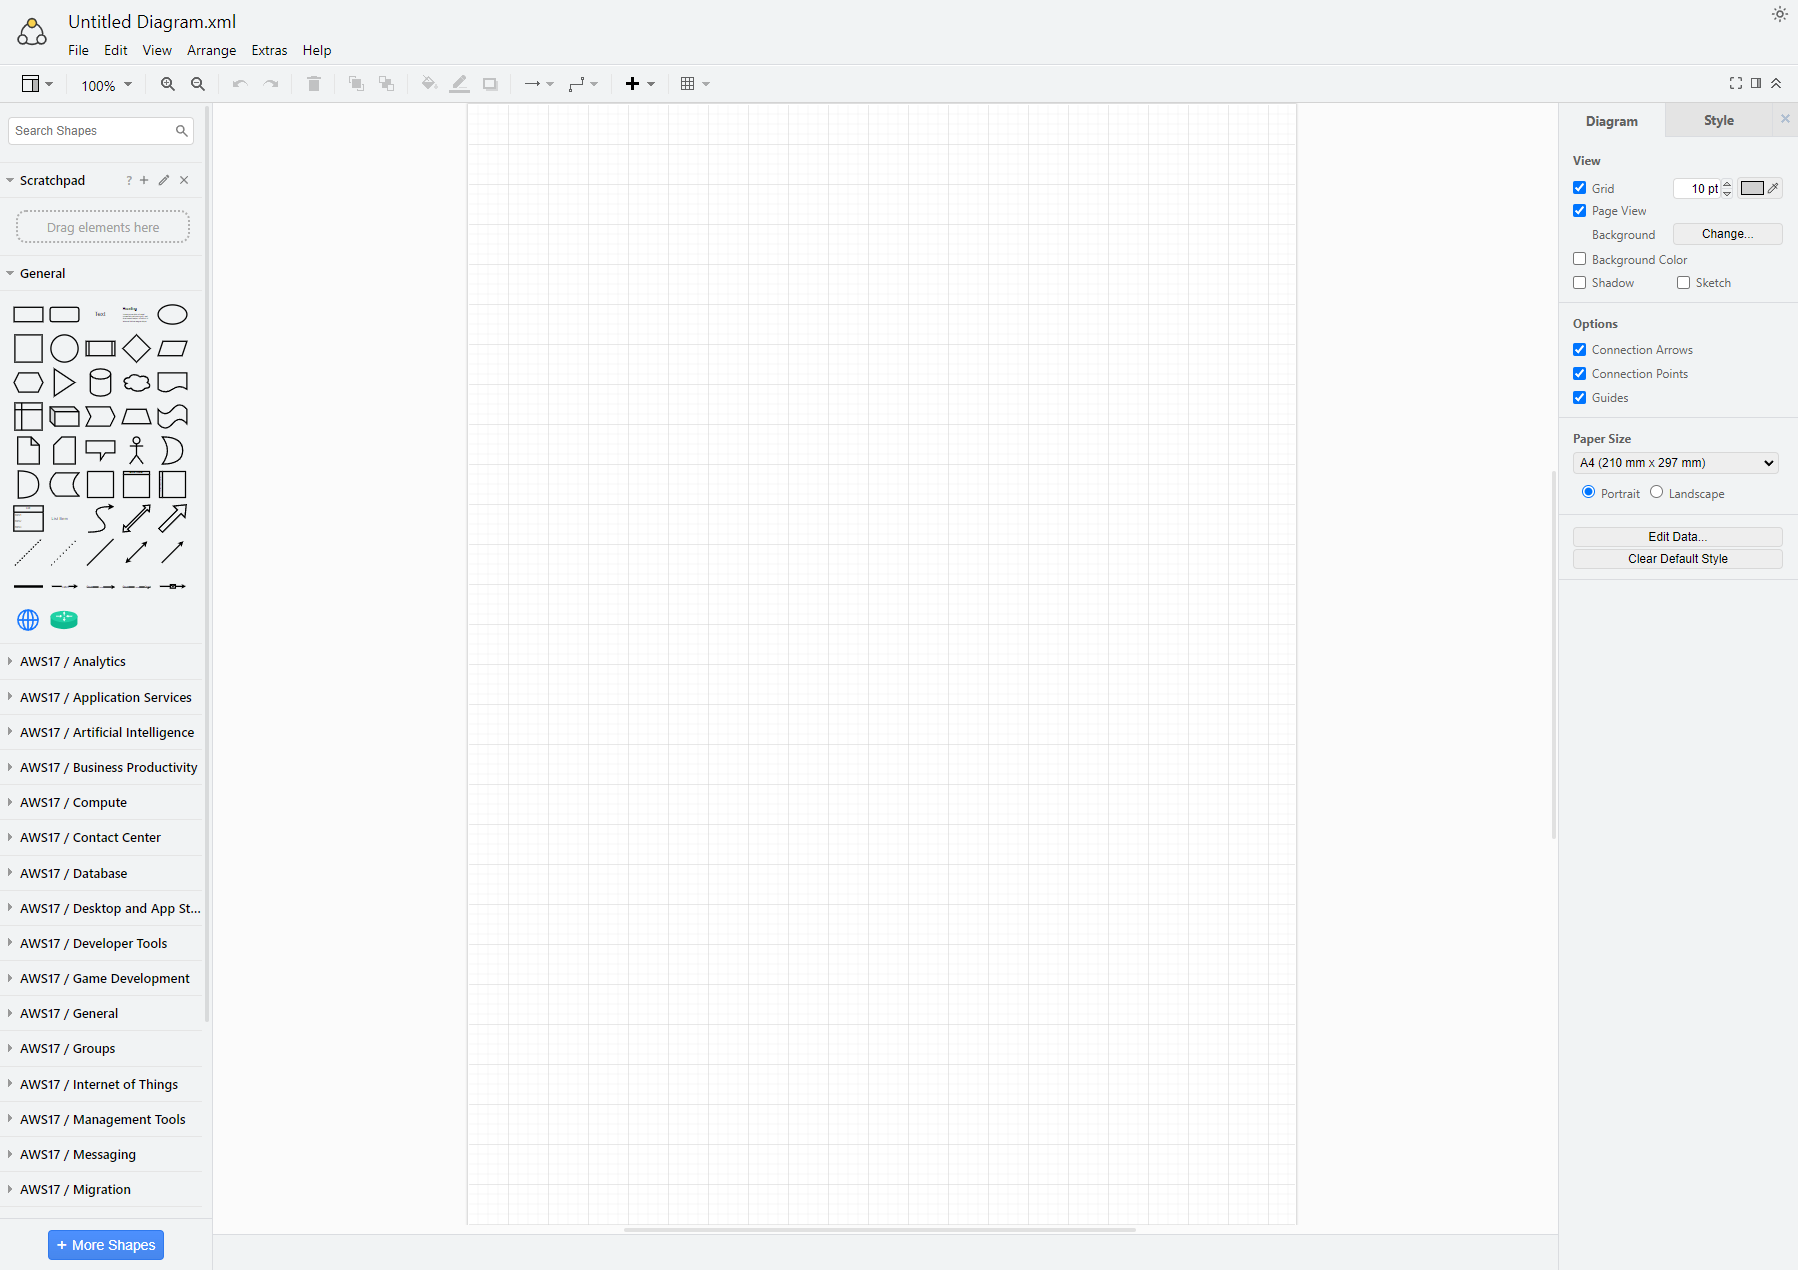 Untitled Diagram.xml
File Edit View Arrange Extras Help
100%
Search Shapes
Scratchpad ?
Drag elements here
General
Text
Heading
List Item
AWS17 / Analytics
AWS17 / Application Services
AWS17 / Artificial Intelligence
AWS17 / Business Productivity
AWS17 / Compute
AWS17 / Contact Center
AWS17 / Database
AWS17 / Desktop and App St...
AWS17 / Developer Tools
AWS17 / Game Development
AWS17 / General
AWS17 / Groups
AWS17 / Internet of Things
AWS17 / Management Tools
AWS17 / Messaging
AWS17 / Migration
+ More Shapes
Diagram Style
View
Grid 10 pt
Page View
Background Change...
Background Color
Shadow Sketch
Options
Connection Arrows
Connection Points
Guides
Paper Size
A4 (210 mm x 297 mm)
Portrait Landscape
Edit Data...
Clear Default Style